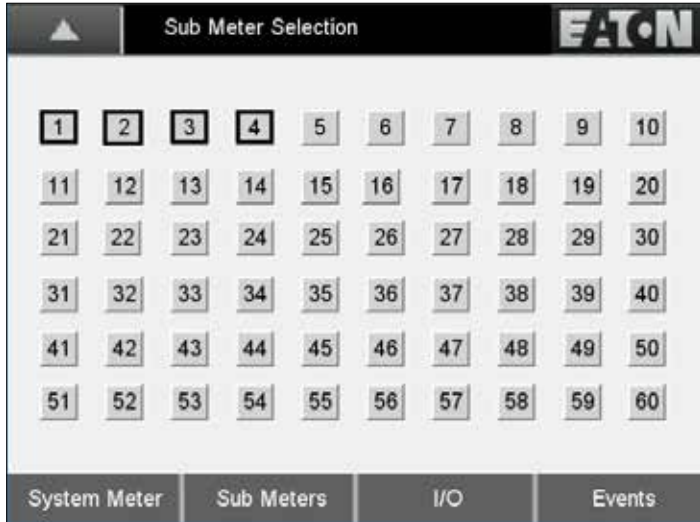 Sub Meter Selection
EATON
1 2 3 4 5 6 7 8 9 10
11 12 13 14 15 16 17 18 19 20
21 22 23 24 25 26 27 28 29 30
31 32 33 34 35 36 37 38 39 40
41 42 43 44 45 46 47 48 49 50
51 52 53 54 55 56 57 58 59 60
System Meter Sub Meters I/O Events